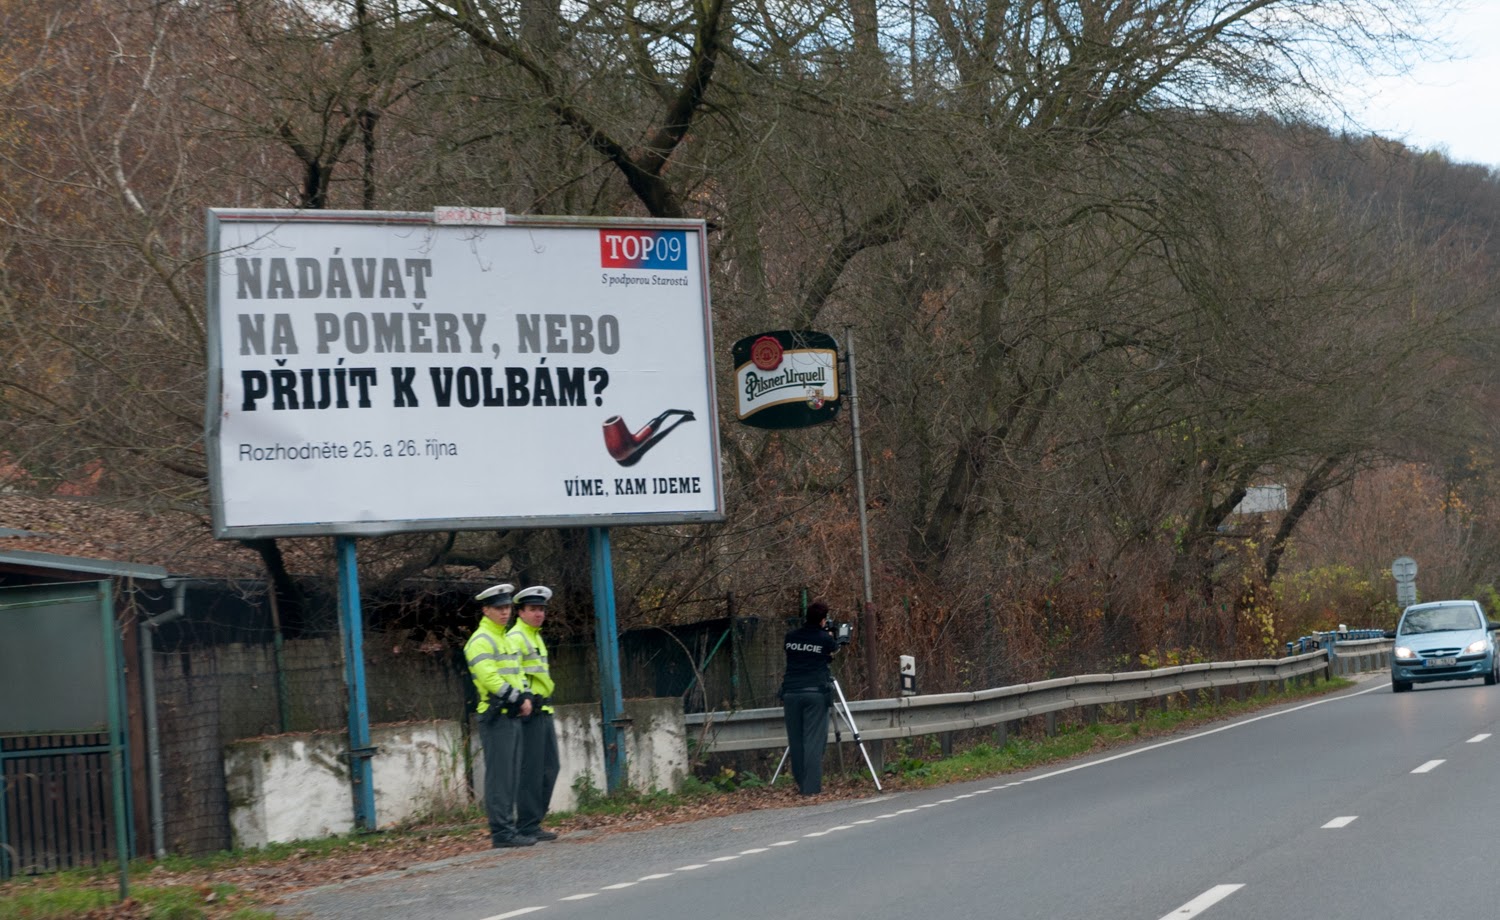 EUROPLAKAT
TOP09
S podporou Starostů
NADÁVAT
NA POMĚRY, NEBO
PŘIJÍT K VOLBÁM?
Rozhodněte 25. a 26. října
VÍME, KAM JDEME
Pilsner Urquell
POLICIE